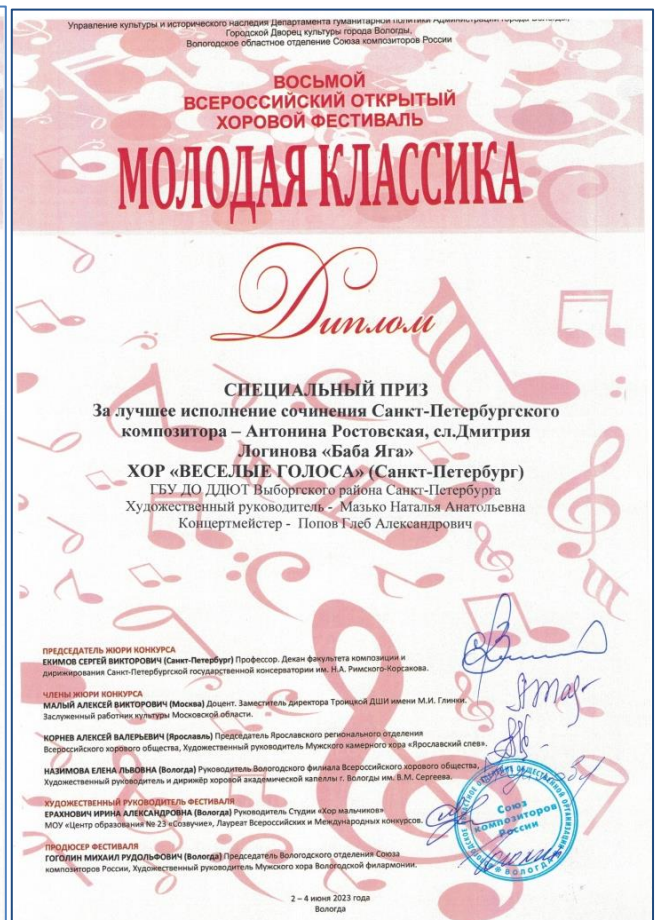 Управление культуры и исторического наследия Департамента гуманитарной политики Администрации города Вологды,
Городской Дворец культуры города Вологды,
Вологодское областное отделение Союза композиторов России
ВОСЬМОЙ
ВСЕРОССИЙСКИЙ ОТКРЫТЫЙ
ХОРОВОЙ ФЕСТИВАЛЬ
МОЛОДАЯ КЛАССИКА
Диплом
СПЕЦИАЛЬНЫЙ ПРИЗ
За лучшее исполнение сочинения Санкт-Петербургского
композитора – Антонина Ростовская, сл.Дмитрия
Логинова «Баба Яга»
ХОР «ВЕСЕЛЫЕ ГОЛОСА» (Санкт-Петербург)
ГБУ ДО ДДЮТ Выборгского района Санкт-Петербурга
Художественный руководитель - Мазько Наталья Анатольевна
Концертмейстер - Попов Глеб Александрович
ПРЕДСЕДАТЕЛЬ ЖЮРИ КОНКУРСА
ЕКИМОВ СЕРГЕЙ ВИКТОРОВИЧ (Санкт-Петербург) Профессор. Декан факультета композиции и
дирижирования Санкт-Петербургской государственной консерватории им. Н.А. Римского-Корсакова.
ЧЛЕНЫ ЖЮРИ КОНКУРСА
МАЛЫЙ АЛЕКСЕЙ ВИКТОРОВИЧ (Москва) Доцент. Заместитель директора Троицкой ДШИ имени М.И. Глинки.
Заслуженный работник культуры Московской области.
КОРНЕВ АЛЕКСЕЙ ВАЛЕРЬЕВИЧ (Ярославль) Председатель Ярославского регионального отделения
Всероссийского хорового общества, Художественный руководитель Мужского камерного хора «Ярославский спев».
НАЗИМОВА ЕЛЕНА ЛЬВОВНА (Вологда) Руководитель Вологодского филиала Всероссийского хорового общества,
Художественный руководитель и дирижёр хоровой академической капеллы г. Вологды им. В.М. Сергеева.
ХУДОЖЕСТВЕННЫЙ РУКОВОДИТЕЛЬ ФЕСТИВАЛЯ
ЕРАХНОВИЧ ИРИНА АЛЕКСАНДРОВНА (Вологда) Руководитель Студии «Хор мальчиков»
МОУ «Центр образования № 23 «Созвучие», Лауреат Всероссийских и Международных конкурсов.
ПРОДЮСЕР ФЕСТИВАЛЯ
ГОГОЛИН МИХАИЛ РУДОЛЬФОВИЧ (Вологда) Председатель Вологодского отделения Союза
композиторов России, Художественный руководитель Мужского хора Вологодской филармонии.
Союз
композиторов
России
2 – 4 июня 2023 года
Вологда